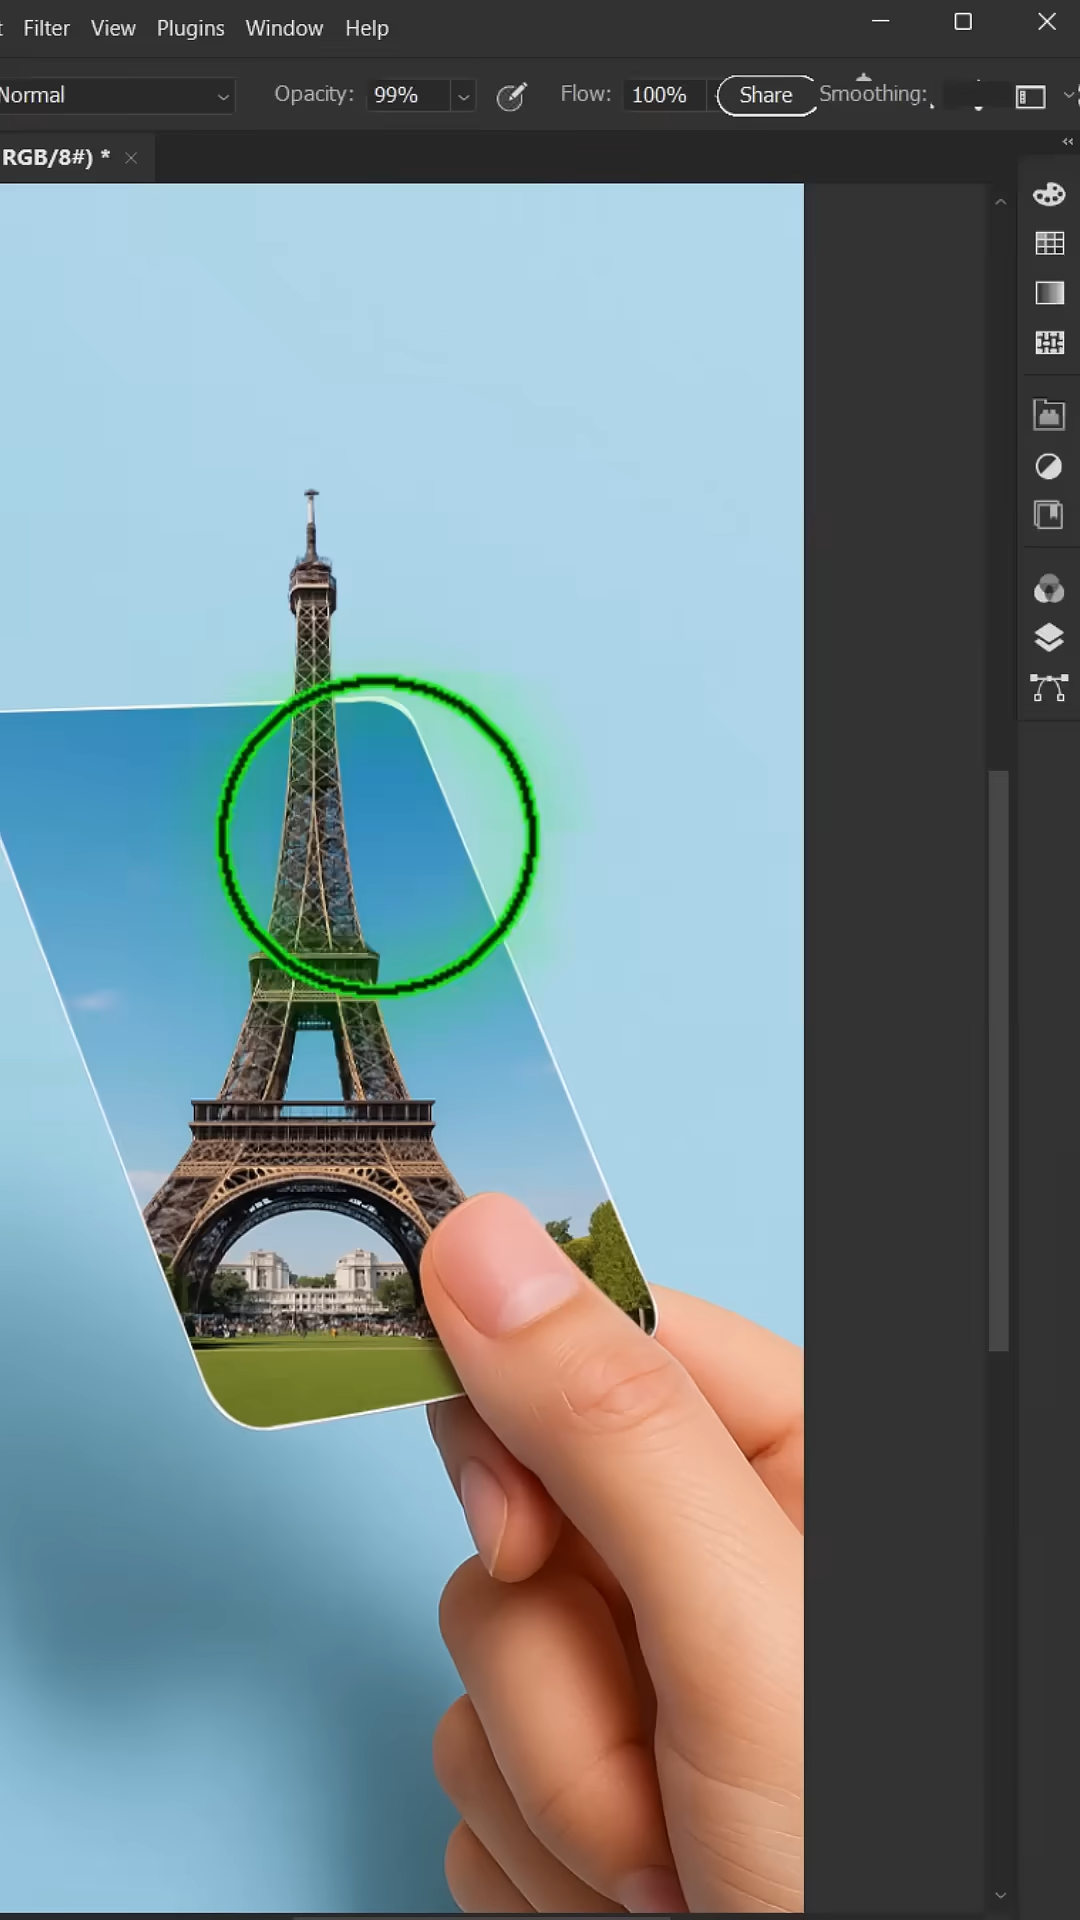 Filter View Plugins Window Help
Normal Opacity: 99% Flow: 100% Share Smoothing:
RGB/8#) *